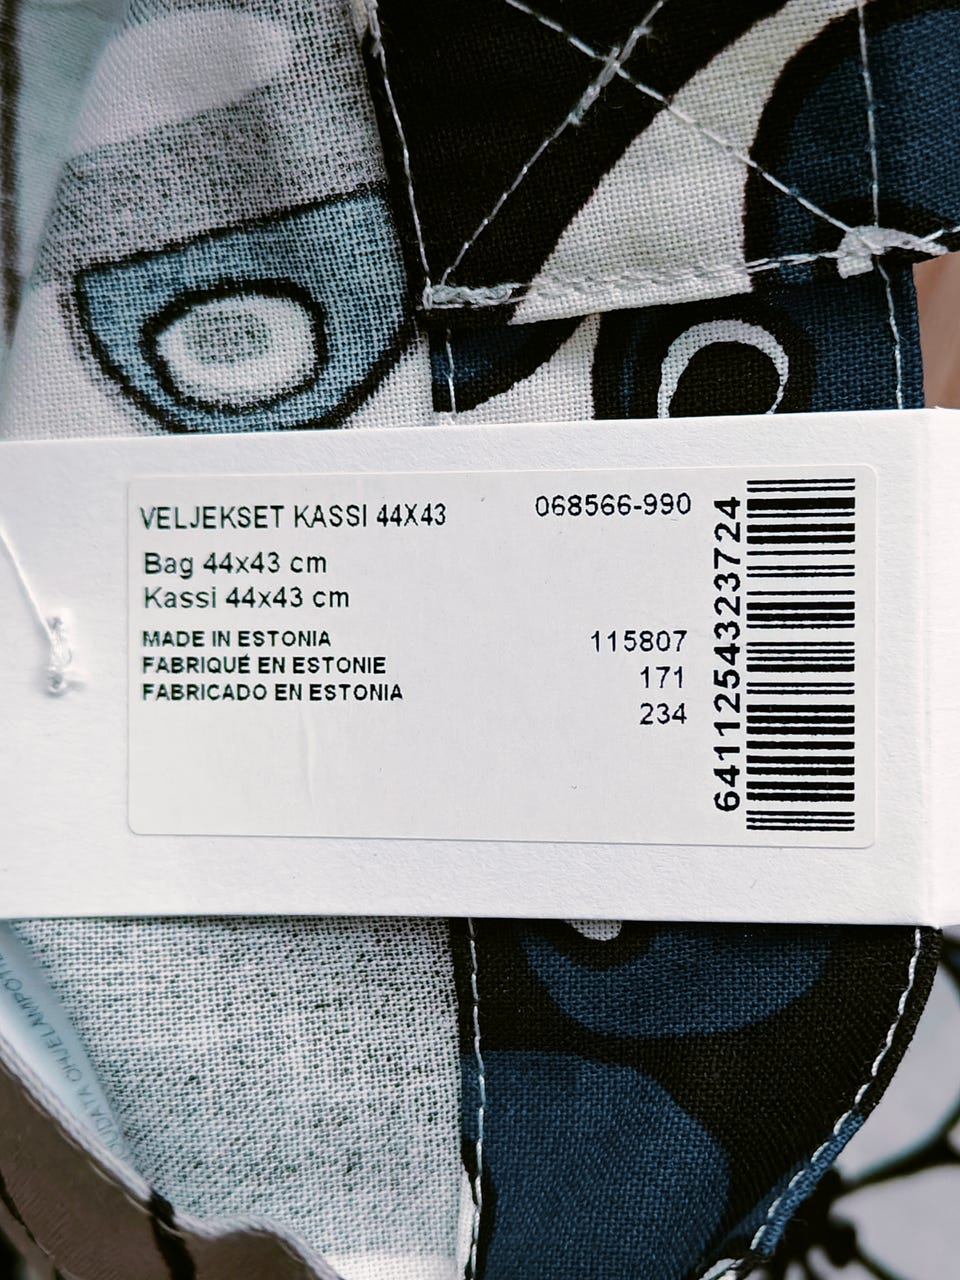 VELJEKSET KASSI 44X43
068566-990
Bag 44x43 cm
Kassi 44x43 cm
MADE IN ESTONIA
FABRIQUÉ EN ESTONIE
FABRICADO EN ESTONIA
115807
171
234
6411254323724